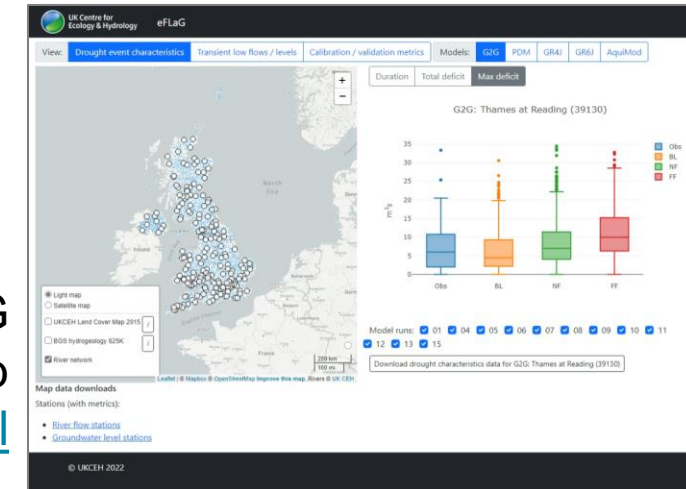 UK Centre for
Ecology & Hydrology
eFLaG
View: Drought event characteristics Transient low flows / levels Calibration / validation metrics Models: G2G PDM GR4J GR6J AquiMod
Duration Total deficit Max deficit
G2G: Thames at Reading (39130)
35
30
25
20
15
10
5
0
m³s
Obs BL NF FF
Obs
BL
NF
FF
+
−
North
Sea
Ireland
France
Light map
Satellite map
UKCEH Land Cover Map 2015 i
BGS hydrogeology 625K i
River network
200 km
100 mi
Leaflet | © Mapbox © OpenStreetMap Improve this map, Rivers © UK CEH
Model runs: 01 04 05 06 07 08 09 10 11
12 13 15
Download drought characteristics data for G2G: Thames at Reading (39130)
Map data downloads
Stations (with metrics):
River flow stations
Groundwater level stations
© UKCEH 2022
G